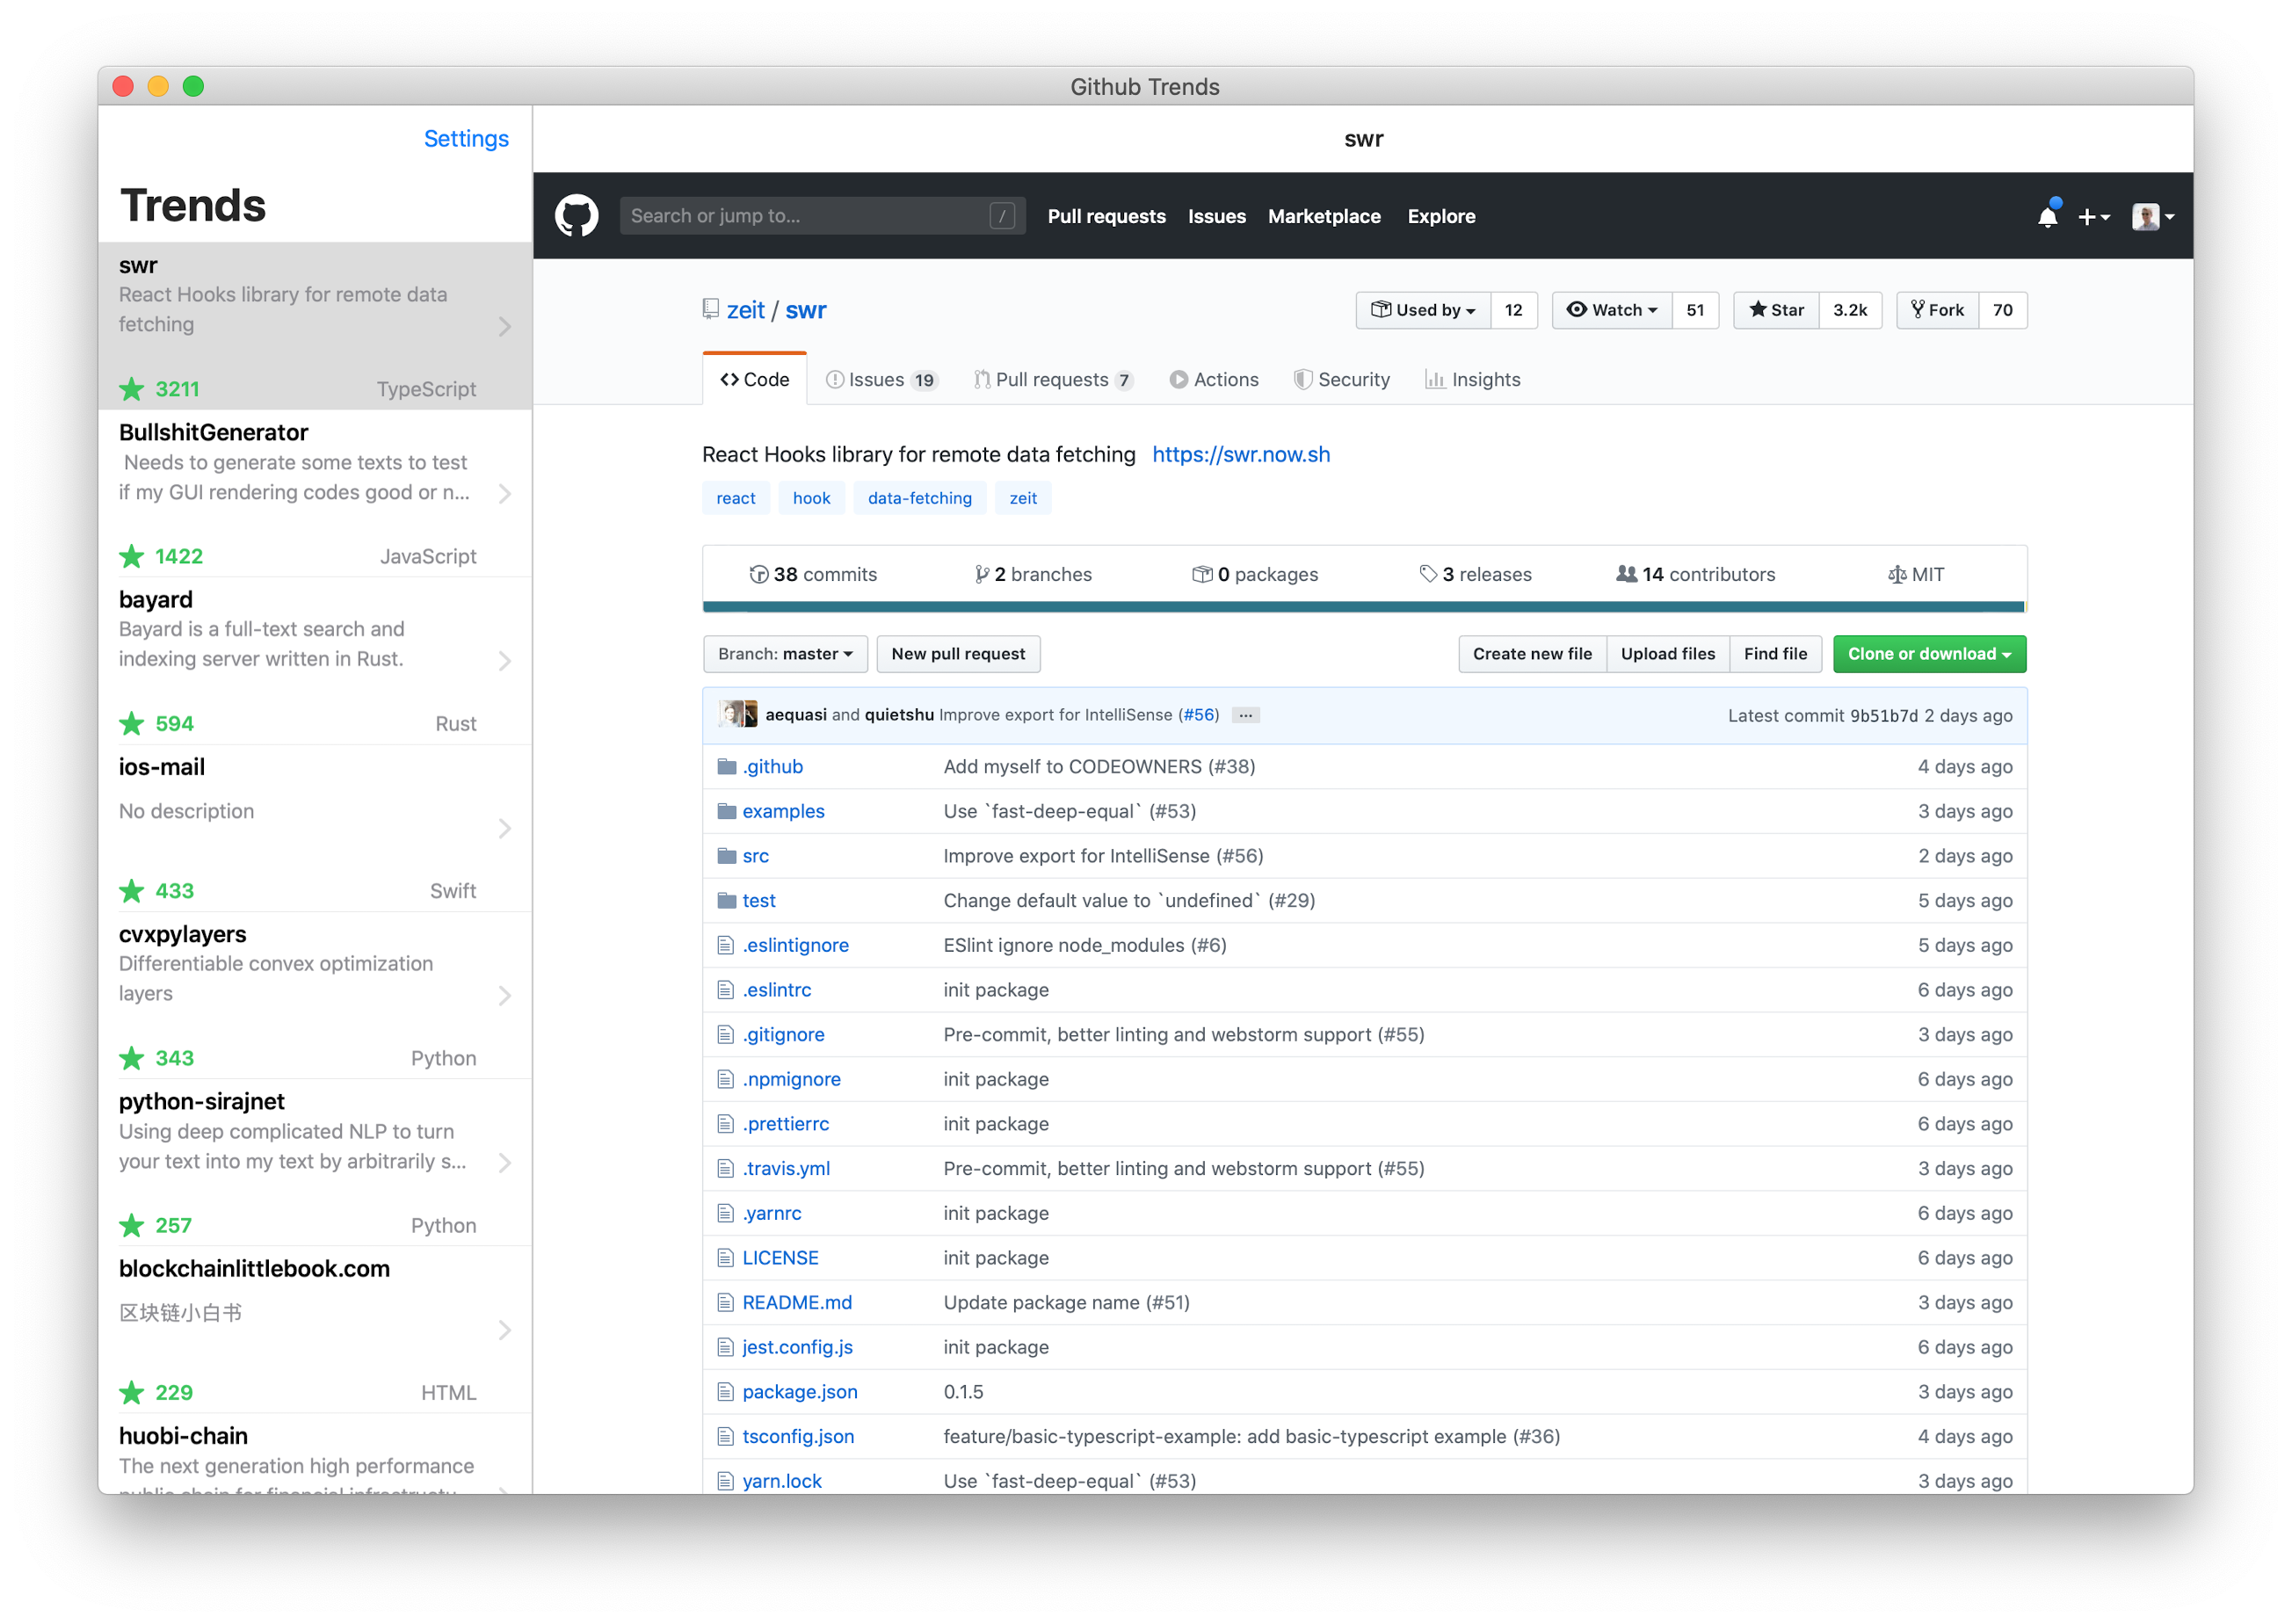 Github Trends
Settings
Trends
swr
React Hooks library for remote data
fetching
3211 TypeScript
BullshitGenerator
Needs to generate some texts to test
if my GUI rendering codes good or n...
1422 JavaScript
bayard
Bayard is a full-text search and
indexing server written in Rust.
594 Rust
ios-mail
No description
433 Swift
cvxpylayers
Differentiable convex optimization
layers
343 Python
python-sirajnet
Using deep complicated NLP to turn
your text into my text by arbitrarily s...
257 Python
blockchainlittlebook.com
区块链小白书
229 HTML
huobi-chain
The next generation high performance
public chain for financial infrastructu...
swr
Search or jump to... /
Pull requests Issues Marketplace Explore
zeit / swr
Used by 12 Watch 51 Star 3.2k Fork 70
Code Issues 19 Pull requests 7 Actions Security Insights
React Hooks library for remote data fetching https://swr.now.sh
react hook data-fetching zeit
38 commits 2 branches 0 packages 3 releases 14 contributors MIT
Branch: master New pull request Create new file Upload files Find file Clone or download
aequasi and quietshu Improve export for IntelliSense (#56) ... Latest commit 9b51b7d 2 days ago
.github Add myself to CODEOWNERS (#38) 4 days ago
examples Use `fast-deep-equal` (#53) 3 days ago
src Improve export for IntelliSense (#56) 2 days ago
test Change default value to `undefined` (#29) 5 days ago
.eslintignore ESlint ignore node_modules (#6) 5 days ago
.eslintrc init package 6 days ago
.gitignore Pre-commit, better linting and webstorm support (#55) 3 days ago
.npmignore init package 6 days ago
.prettierrc init package 6 days ago
.travis.yml Pre-commit, better linting and webstorm support (#55) 3 days ago
.yarnrc init package 6 days ago
LICENSE init package 6 days ago
README.md Update package name (#51) 3 days ago
jest.config.js init package 6 days ago
package.json 0.1.5 3 days ago
tsconfig.json feature/basic-typescript-example: add basic-typescript example (#36) 4 days ago
yarn.lock Use `fast-deep-equal` (#53) 3 days ago